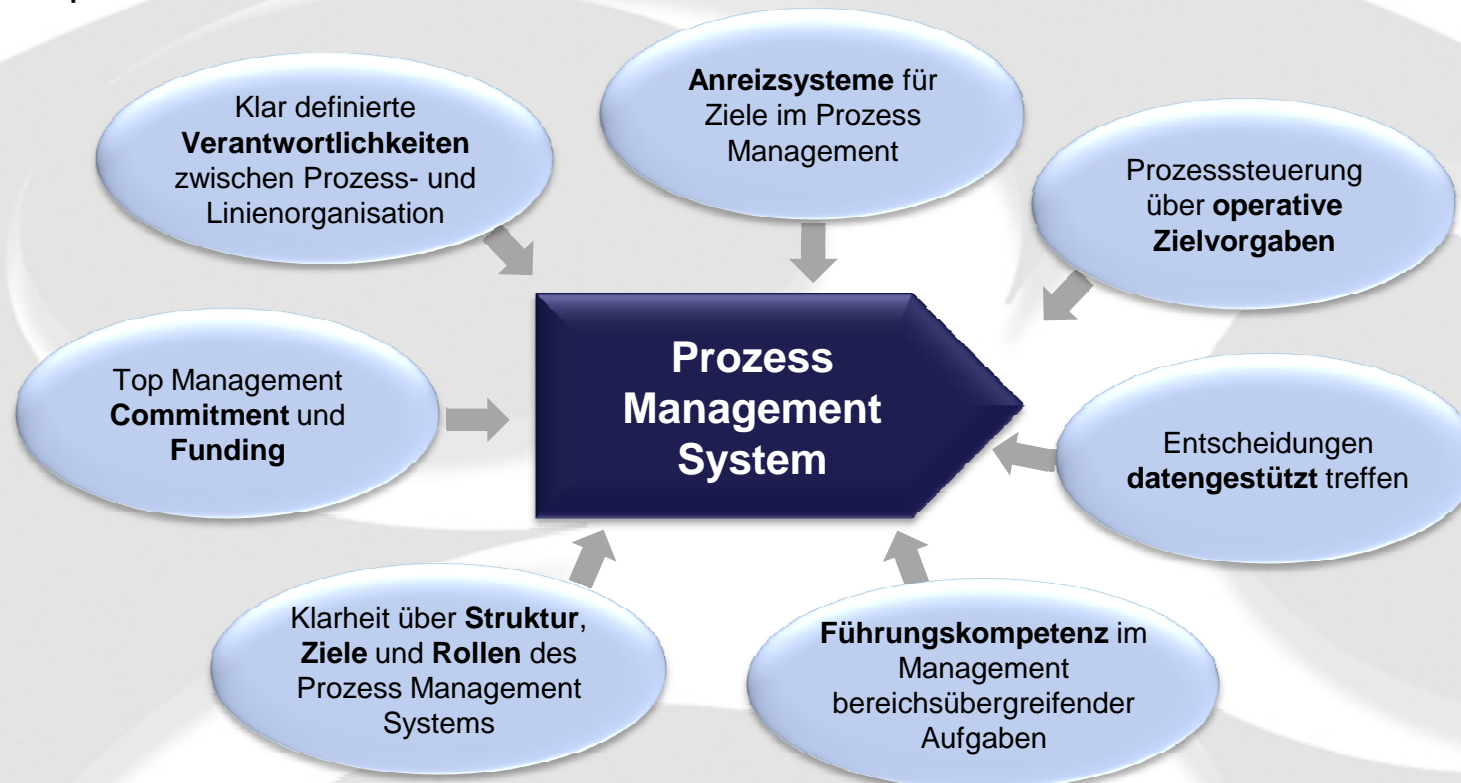 Klar definierte
Verantwortlichkeiten
zwischen Prozess- und
Linienorganisation
Anreizsysteme für
Ziele im Prozess
Management
Prozesssteuerung
über operative
Zielvorgaben
Top Management
Commitment und
Funding
Prozess
Management
System
Entscheidungen
datengestützt treffen
Klarheit über Struktur,
Ziele und Rollen des
Prozess Management
Systems
Führungskompetenz im
Management
bereichsübergreifender
Aufgaben